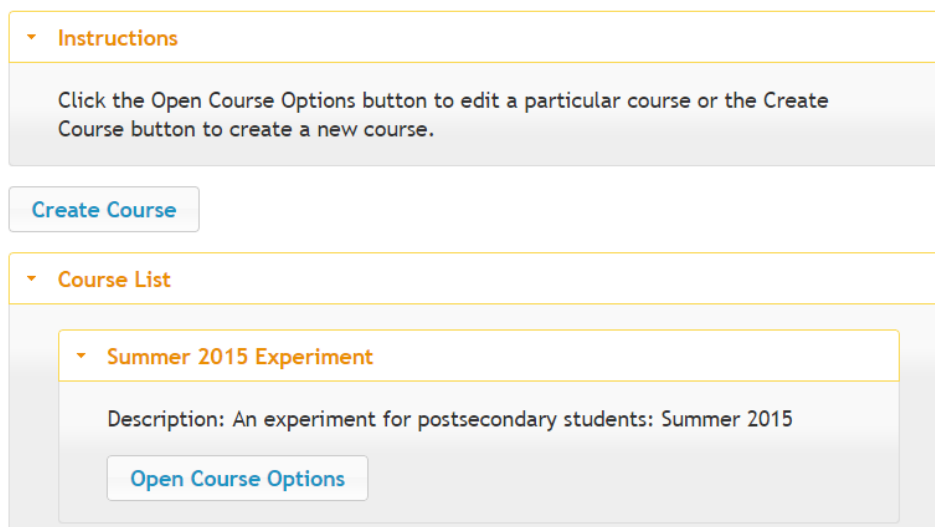 Instructions
Click the Open Course Options button to edit a particular course or the Create
Course button to create a new course.
Create Course
Course List
Summer 2015 Experiment
Description: An experiment for postsecondary students: Summer 2015
Open Course Options